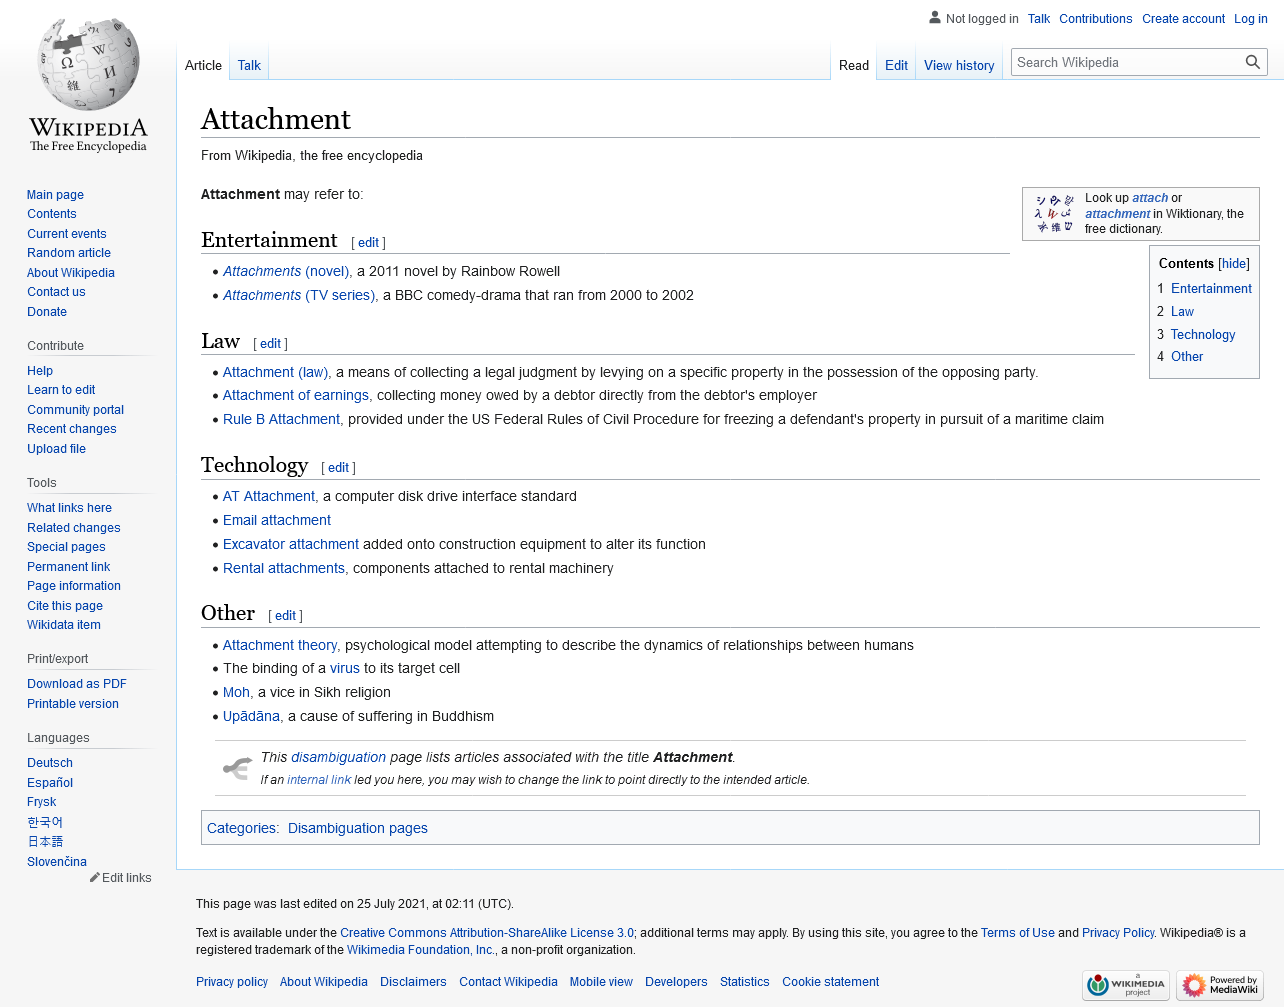 Not logged in Talk Contributions Create account Log in
Article Talk Read Edit View history Search Wikipedia
WIKIPEDIA
The Free Encyclopedia
Main page
Contents
Current events
Random article
About Wikipedia
Contact us
Donate
Contribute
Help
Learn to edit
Community portal
Recent changes
Upload file
Tools
What links here
Related changes
Special pages
Permanent link
Page information
Cite this page
Wikidata item
Print/export
Download as PDF
Printable version
Languages
Deutsch
Español
Frysk
한국어
日本語
Slovenčina
Edit links
Attachment
From Wikipedia, the free encyclopedia
Attachment may refer to:
Look up attach or
attachment in Wiktionary, the
free dictionary.
Contents [hide]
1 Entertainment
2 Law
3 Technology
4 Other
Entertainment [ edit ]
• Attachments (novel), a 2011 novel by Rainbow Rowell
• Attachments (TV series), a BBC comedy-drama that ran from 2000 to 2002
Law [ edit ]
• Attachment (law), a means of collecting a legal judgment by levying on a specific property in the possession of the opposing party.
• Attachment of earnings, collecting money owed by a debtor directly from the debtor's employer
• Rule B Attachment, provided under the US Federal Rules of Civil Procedure for freezing a defendant's property in pursuit of a maritime claim
Technology [ edit ]
• AT Attachment, a computer disk drive interface standard
• Email attachment
• Excavator attachment added onto construction equipment to alter its function
• Rental attachments, components attached to rental machinery
Other [ edit ]
• Attachment theory, psychological model attempting to describe the dynamics of relationships between humans
• The binding of a virus to its target cell
• Moh, a vice in Sikh religion
• Upādāna, a cause of suffering in Buddhism
This disambiguation page lists articles associated with the title Attachment.
If an internal link led you here, you may wish to change the link to point directly to the intended article.
Categories: Disambiguation pages
This page was last edited on 25 July 2021, at 02:11 (UTC).
Text is available under the Creative Commons Attribution-ShareAlike License 3.0; additional terms may apply. By using this site, you agree to the Terms of Use and Privacy Policy. Wikipedia® is a
registered trademark of the Wikimedia Foundation, Inc., a non-profit organization.
Privacy policy About Wikipedia Disclaimers Contact Wikipedia Mobile view Developers Statistics Cookie statement
a
WIKIMEDIA
project
Powered by
MediaWiki